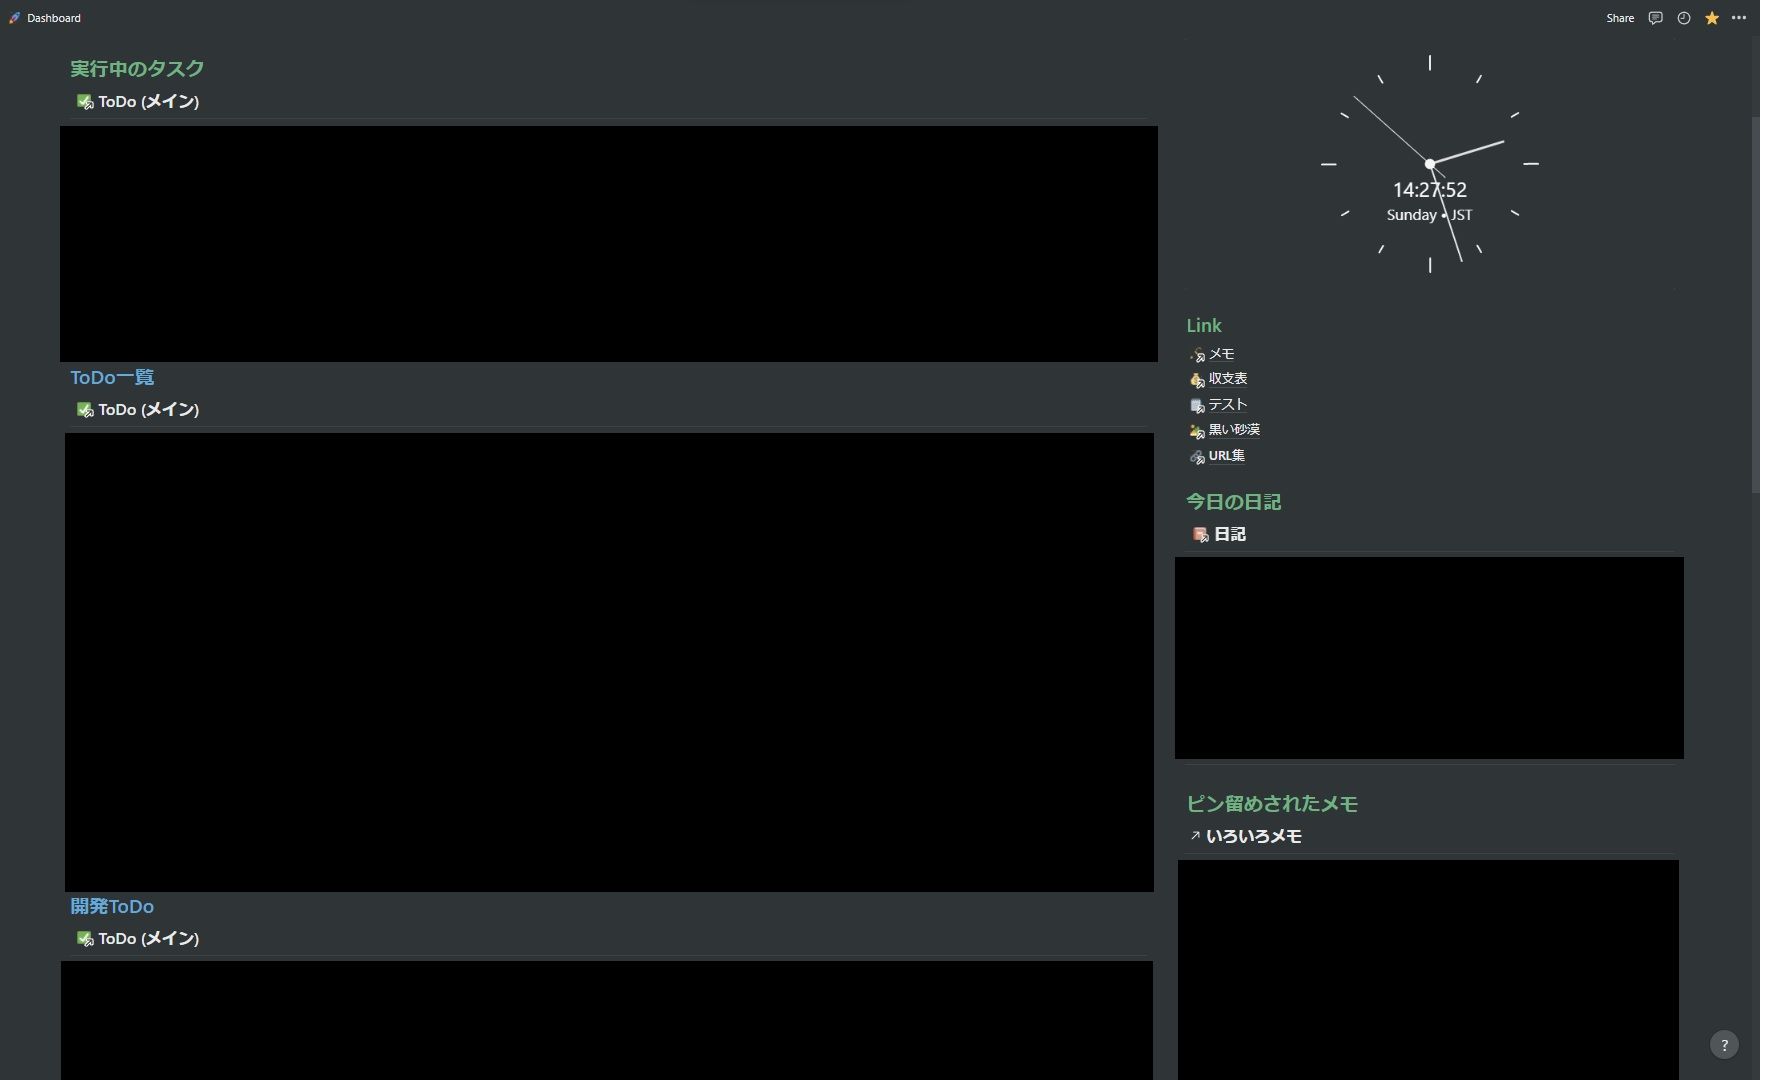 Dashboard
Share
実行中のタスク
ToDo (メイン)
ToDo一覧
ToDo (メイン)
開発ToDo
ToDo (メイン)
14:27:52
Sunday • JST
Link
メモ
収支表
テスト
黒い砂漠
URL集
今日の日記
日記
ピン留めされたメモ
いろいろメモ
?